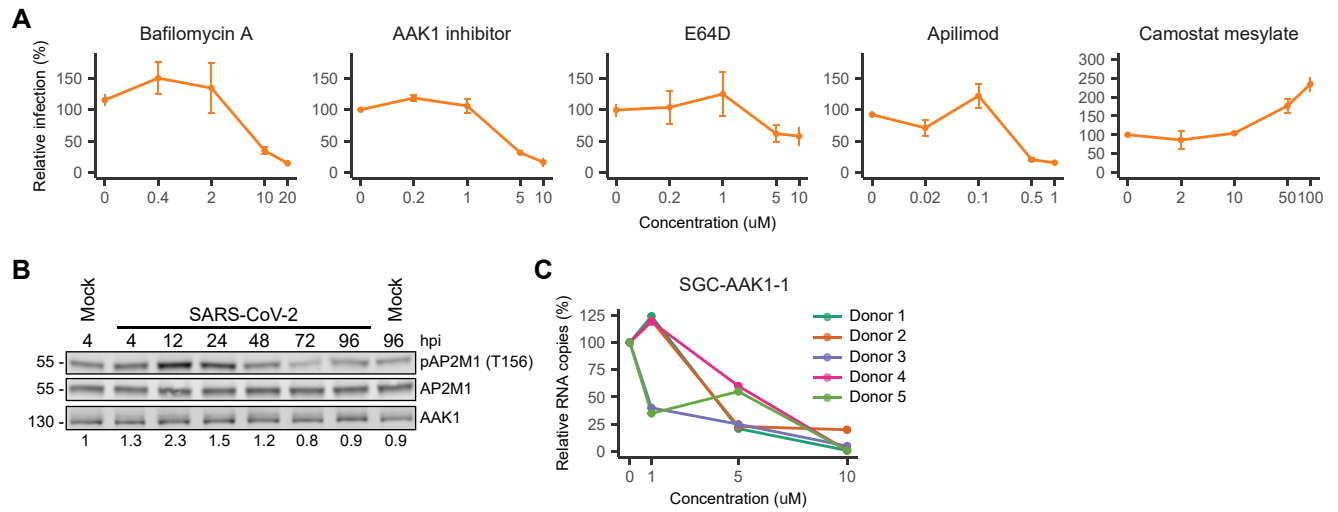 A
Bafilomycin A
AAK1 inhibitor
E64D
Apilimod
Camostat mesylate
Relative infection (%)
150
100
50
0
0 0.4 2 10 20
150
100
50
0
0 0.2 1 5 10
150
100
50
0
0 0.2 1 5 10
150
100
50
0
0 0.02 0.1 0.5 1
300
250
200
150
100
50
0
0 2 10 50 100
Concentration (uM)
B
Mock SARS-CoV-2 Mock
4 4 12 24 48 72 96 96 hpi
55 - pAP2M1 (T156)
55 - AP2M1
130 - AAK1
1 1.3 2.3 1.5 1.2 0.8 0.9 0.9
C
SGC-AAK1-1
Relative RNA copies (%)
125
100
75
50
25
0
0 1 5 10
Concentration (uM)
Donor 1
Donor 2
Donor 3
Donor 4
Donor 5